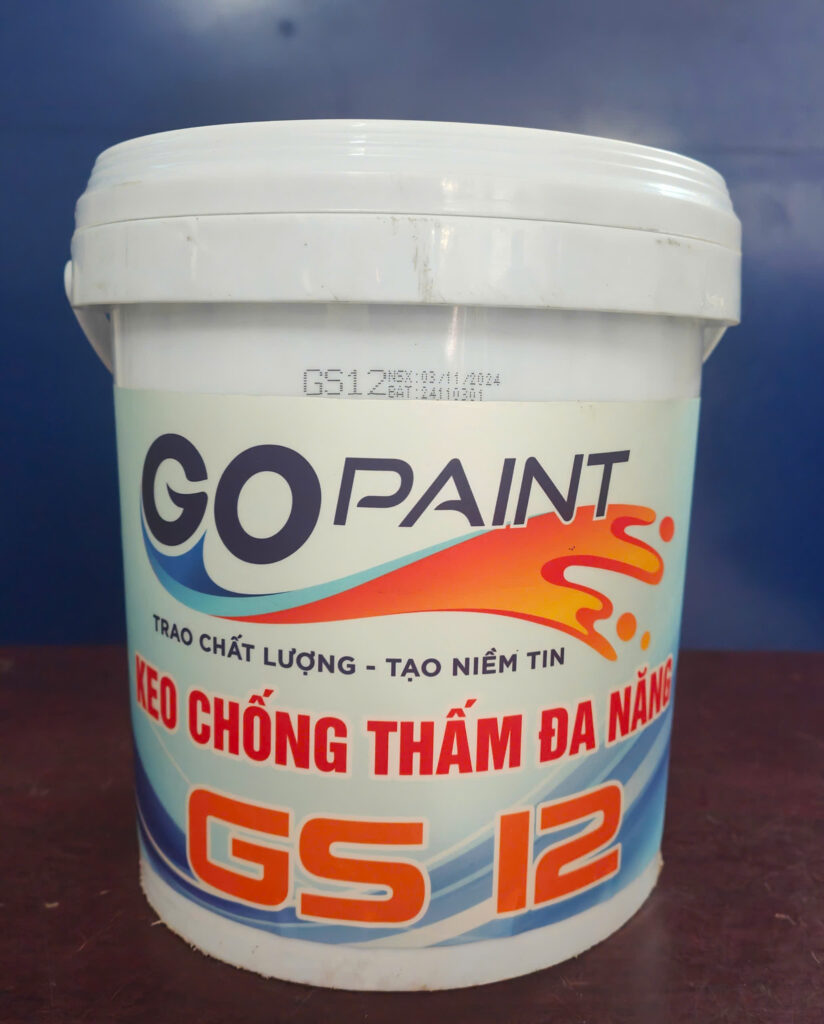 GS12 NSX:03/11/2024
BAT:24110301
GO PAINT
TRAO CHẤT LƯỢNG - TẠO NIỀM TIN
KEO CHỐNG THẤM ĐA NĂNG
GS 12